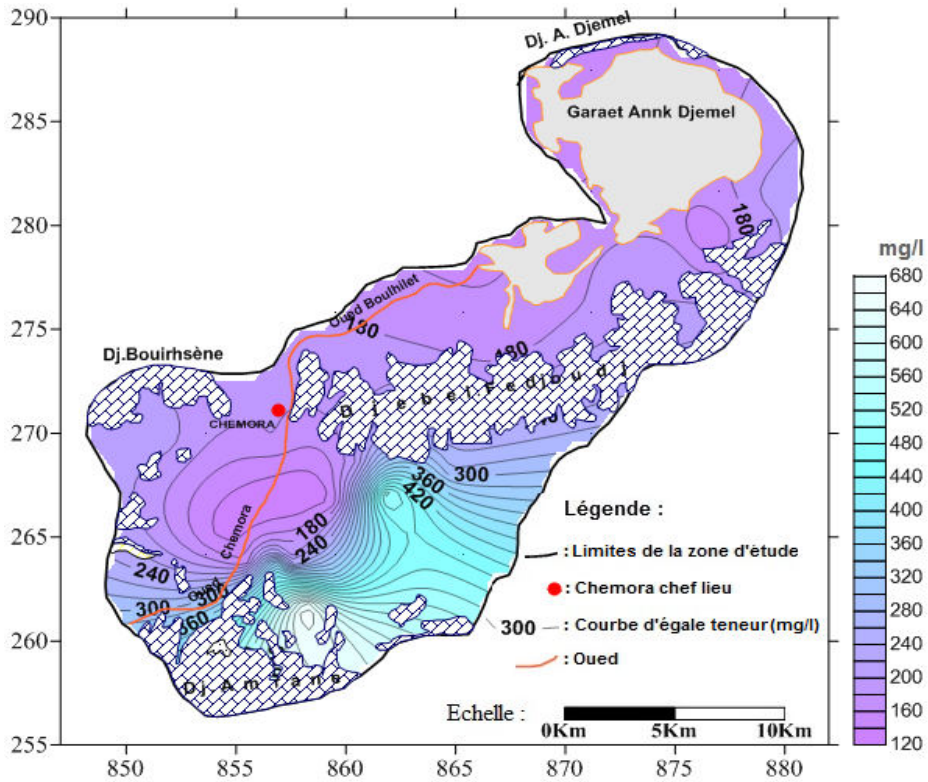 290
285
280
275
270
265
260
255
850
855
860
865
870
875
880
Dj. A. Djemel
Garaet Annk Djemel
180
Oued Boulhilet
180
180
Dj.Bouirhsène
Djebel.Fedjoudj
CHEMORA
300
360
420
180
240
Oued Chemora
240
300
300
360
Dj. Amrane
Légende :
: Limites de la zone d'ètude
: Chemora chef lieu
300 : Courbe d'égale teneur(mg/l)
: Oued
Echelle :
0Km 5Km 10Km
mg/l
680
640
600
560
520
480
440
400
360
320
280
240
200
160
120